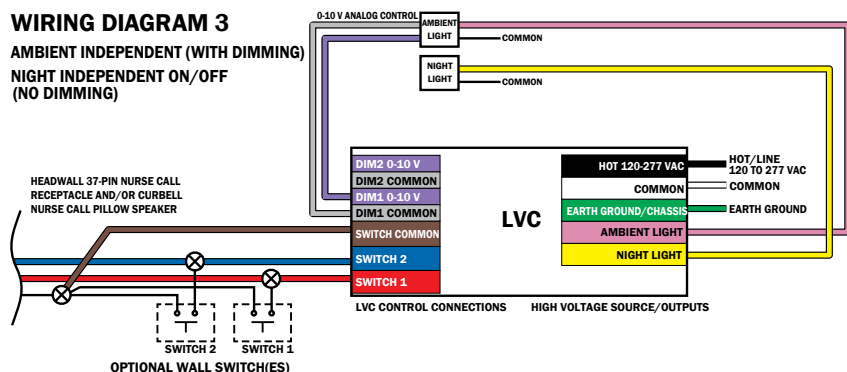 WIRING DIAGRAM 3
AMBIENT INDEPENDENT (WITH DIMMING)
NIGHT INDEPENDENT ON/OFF
(NO DIMMING)
0-10 V ANALOG CONTROL
AMBIENT
LIGHT
COMMON
NIGHT
LIGHT
COMMON
HEADWALL 37-PIN NURSE CALL
RECEPTACLE AND/OR CURBELL
NURSE CALL PILLOW SPEAKER
DIM2 0-10 V
DIM2 COMMON
DIM1 0-10 V
DIM1 COMMON
SWITCH COMMON
SWITCH 2
SWITCH 1
LVC
HOT 120-277 VAC
COMMON
EARTH GROUND/CHASSIS
AMBIENT LIGHT
NIGHT LIGHT
HOT/LINE
120 TO 277 VAC
COMMON
EARTH GROUND
LVC CONTROL CONNECTIONS
HIGH VOLTAGE SOURCE/OUTPUTS
SWITCH 2
SWITCH 1
OPTIONAL WALL SWITCH(ES)